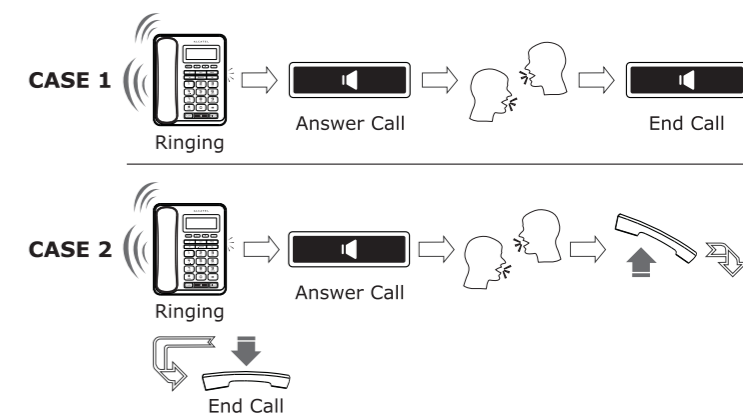 CASE 1
Ringing
Answer Call
End Call
CASE 2
Ringing
Answer Call
End Call